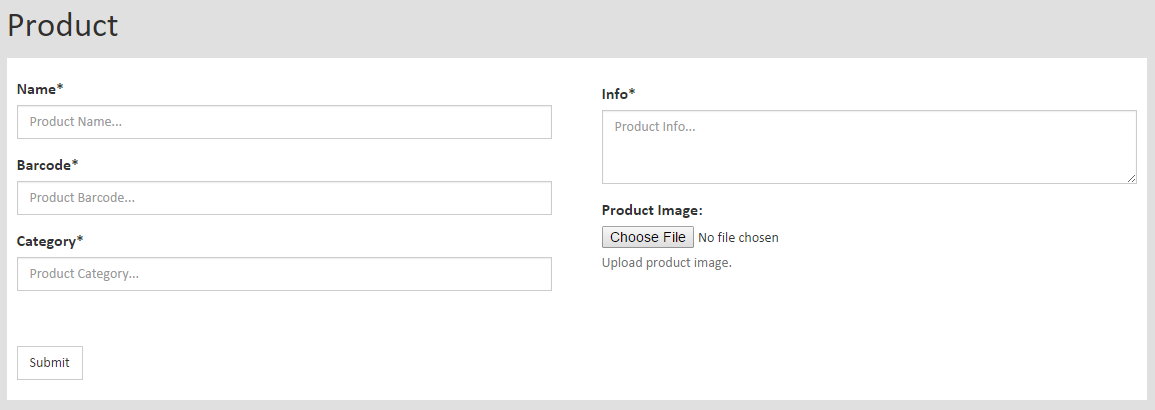 Product
Name*
Product Name...
Barcode*
Product Barcode...
Category*
Product Category...
Info*
Product Info...
Product Image:
Choose File No file chosen
Upload product image.
Submit